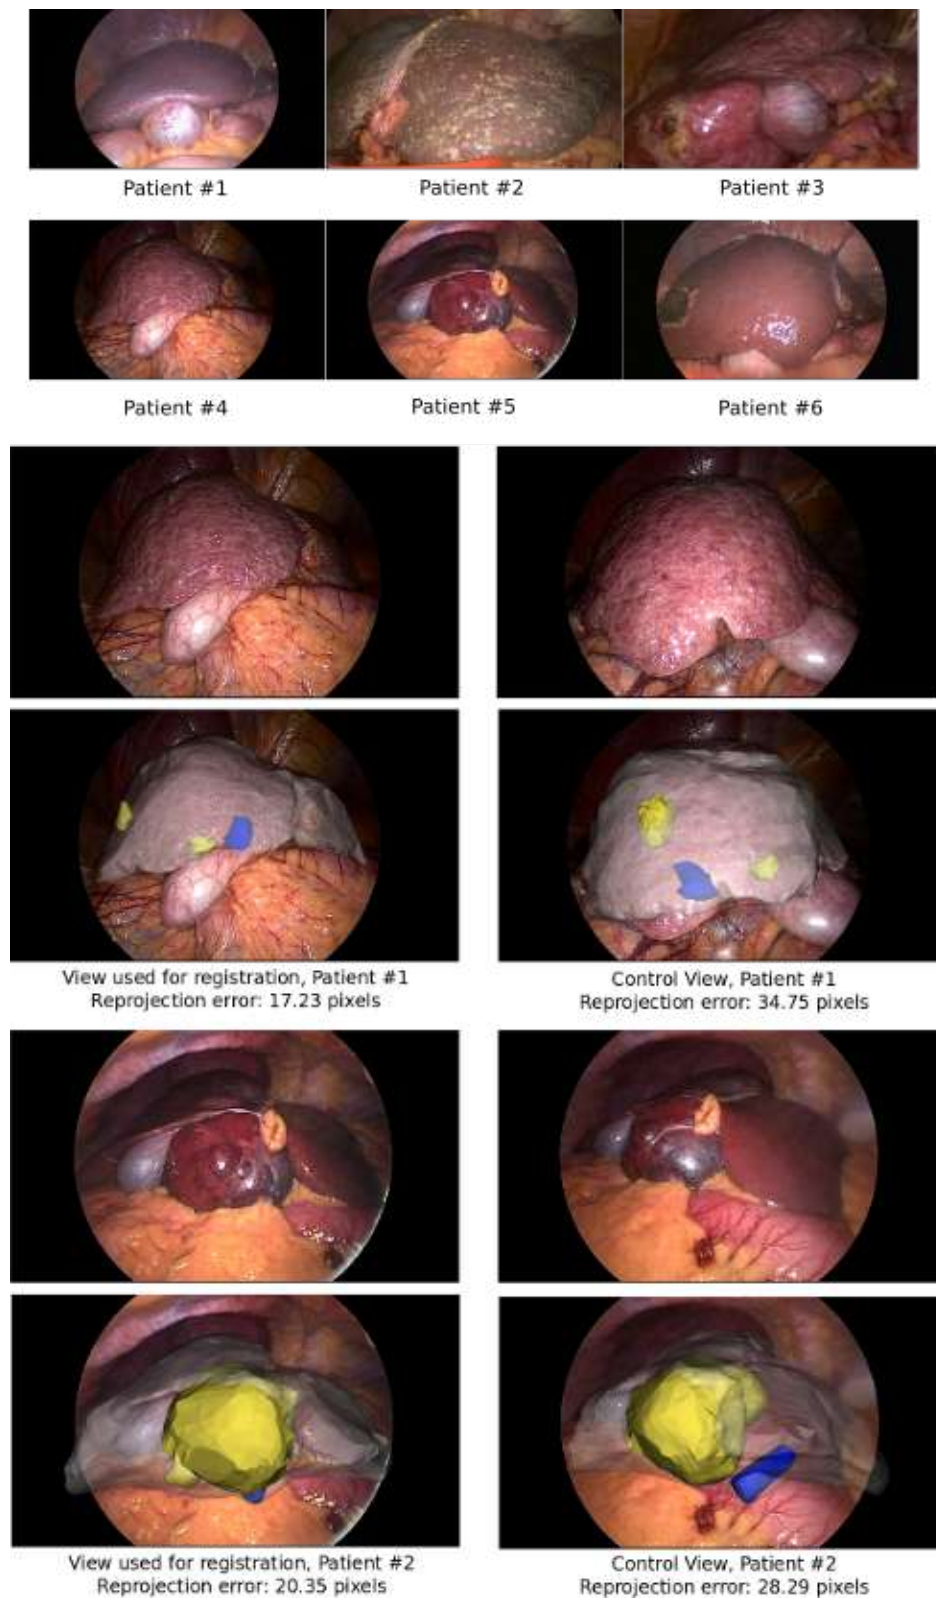 Patient #1
Patient #2
Patient #3
Patient #4
Patient #5
Patient #6
View used for registration, Patient #1
Reprojection error: 17.23 pixels
Control View, Patient #1
Reprojection error: 34.75 pixels
View used for registration, Patient #2
Reprojection error: 20.35 pixels
Control View, Patient #2
Reprojection error: 28.29 pixels